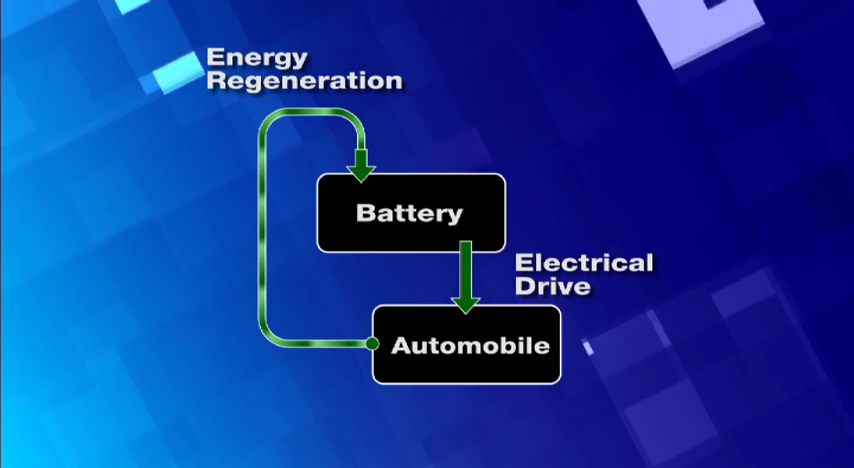 Energy
Regeneration
Battery
Electrical
Drive
Automobile